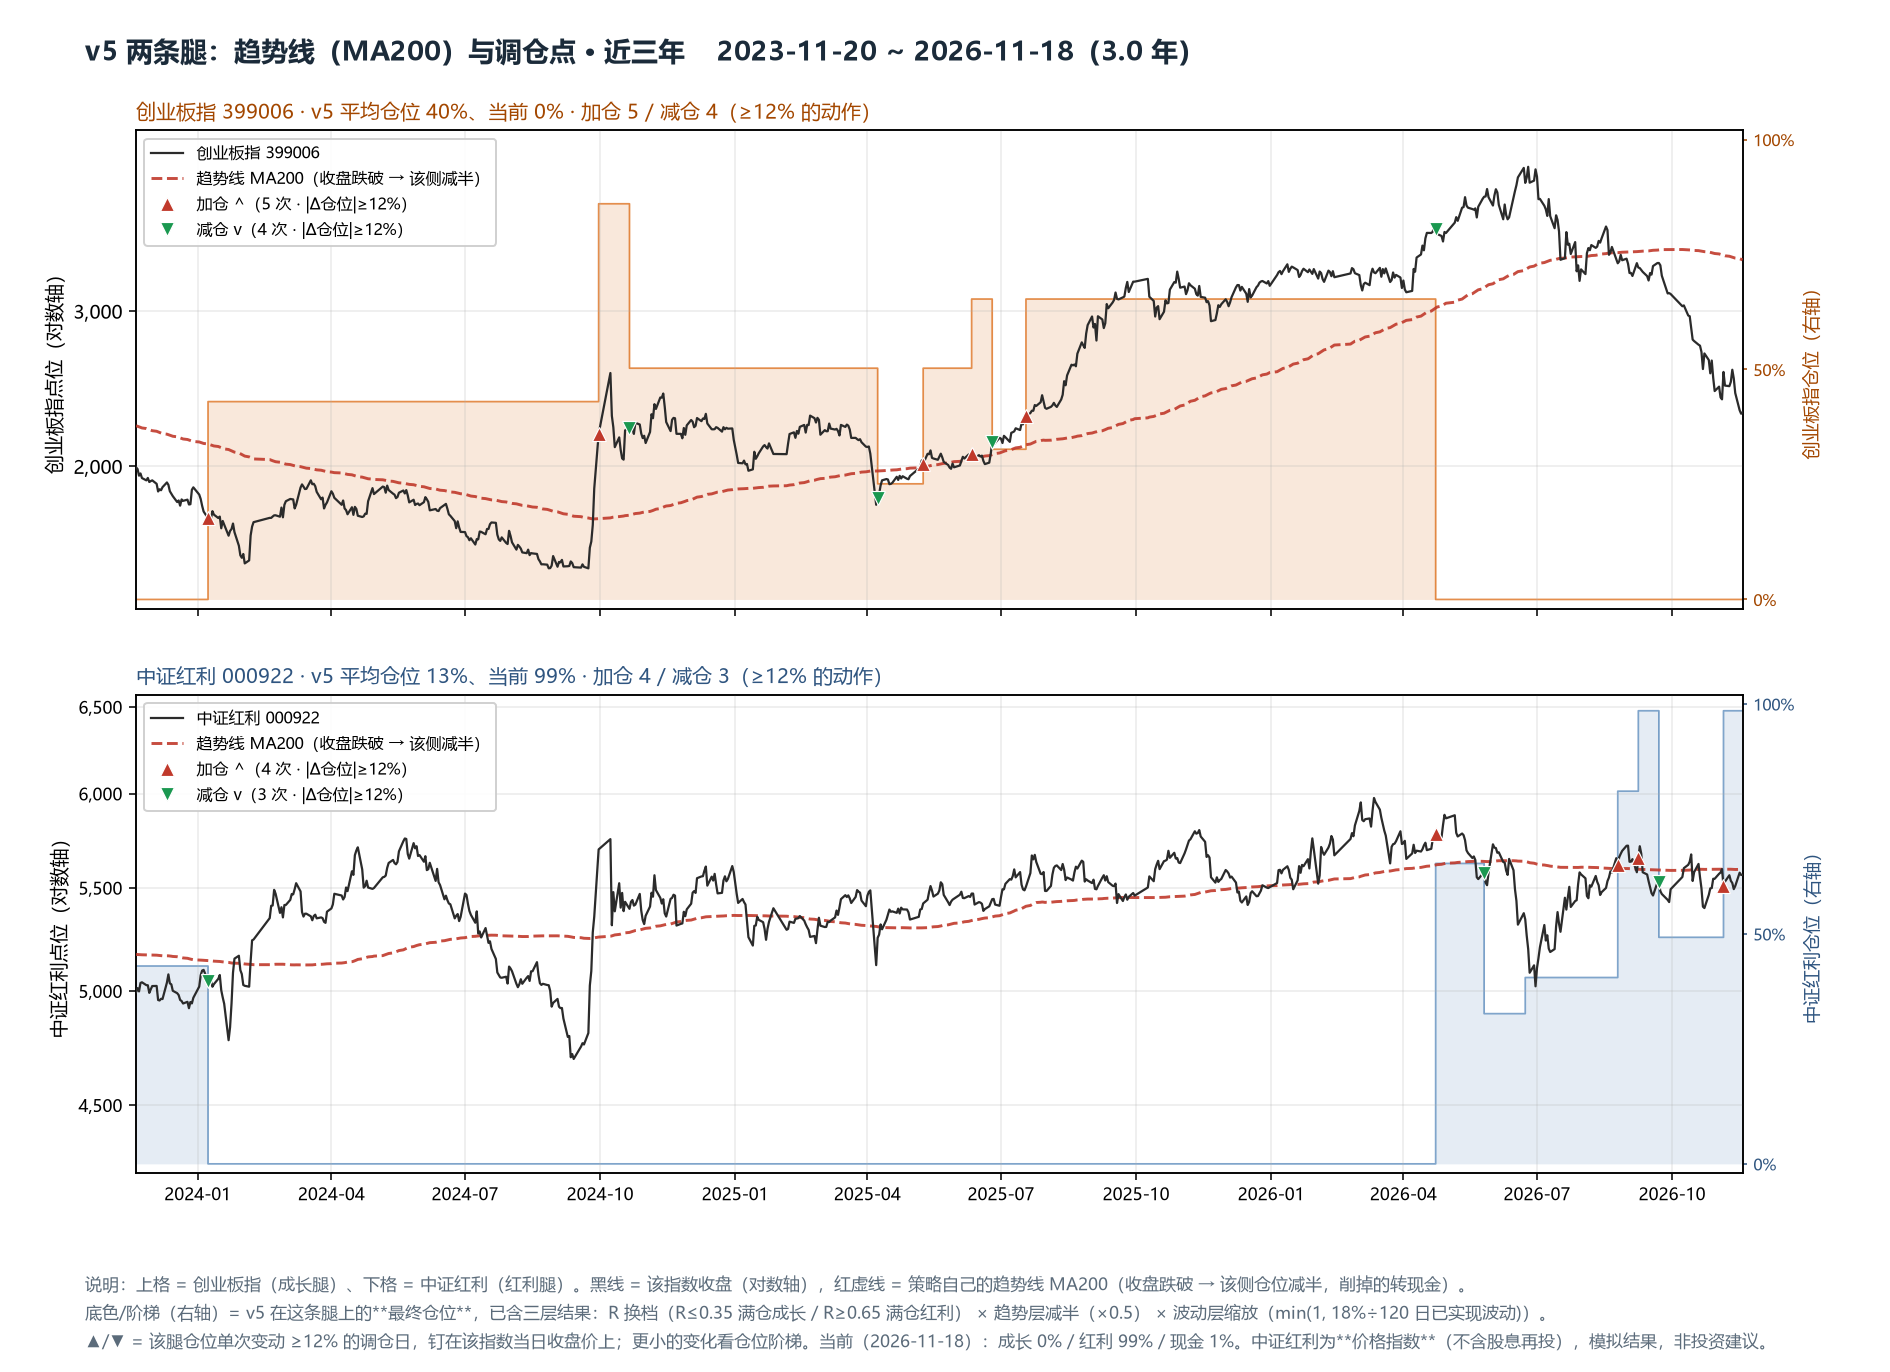 v5 两条腿：趋势线（MA200）与调仓点 • 近三年　2023-11-20 ~ 2026-11-18（3.0 年）
创业板指 399006 · v5 平均仓位 40%、当前 0% · 加仓 5 / 减仓 4（≥12% 的动作）
创业板指 399006
趋势线 MA200（收盘跌破 → 该侧减半）
加仓 ^（5 次 · |Δ仓位|≥12%）
减仓 v（4 次 · |Δ仓位|≥12%）
创业板指点位（对数轴）
3,000
2,000
100%
50%
0%
创业板指仓位（右轴）
中证红利 000922 · v5 平均仓位 13%、当前 99% · 加仓 4 / 减仓 3（≥12% 的动作）
中证红利 000922
趋势线 MA200（收盘跌破 → 该侧减半）
加仓 ^（4 次 · |Δ仓位|≥12%）
减仓 v（3 次 · |Δ仓位|≥12%）
中证红利点位（对数轴）
6,500
6,000
5,500
5,000
4,500
100%
50%
0%
中证红利仓位（右轴）
2024-01 2024-04 2024-07 2024-10 2025-01 2025-04 2025-07 2025-10 2026-01 2026-04 2026-07 2026-10
说明：上格 = 创业板指（成长腿）、下格 = 中证红利（红利腿）。黑线 = 该指数收盘（对数轴），红虚线 = 策略自己的趋势线 MA200（收盘跌破 → 该侧仓位减半，削掉的转现金）。
底色/阶梯（右轴）= v5 在这条腿上的**最终仓位**，已含三层结果：R 换档（R≤0.35 满仓成长 / R≥0.65 满仓红利） × 趋势层减半（×0.5） × 波动层缩放（min(1, 18%÷120 日已实现波动)）。
▲/▼ = 该腿仓位单次变动 ≥12% 的调仓日，钉在该指数当日收盘价上；更小的变化看仓位阶梯。当前（2026-11-18）：成长 0% / 红利 99% / 现金 1%。中证红利为**价格指数**（不含股息再投），模拟结果，非投资建议。